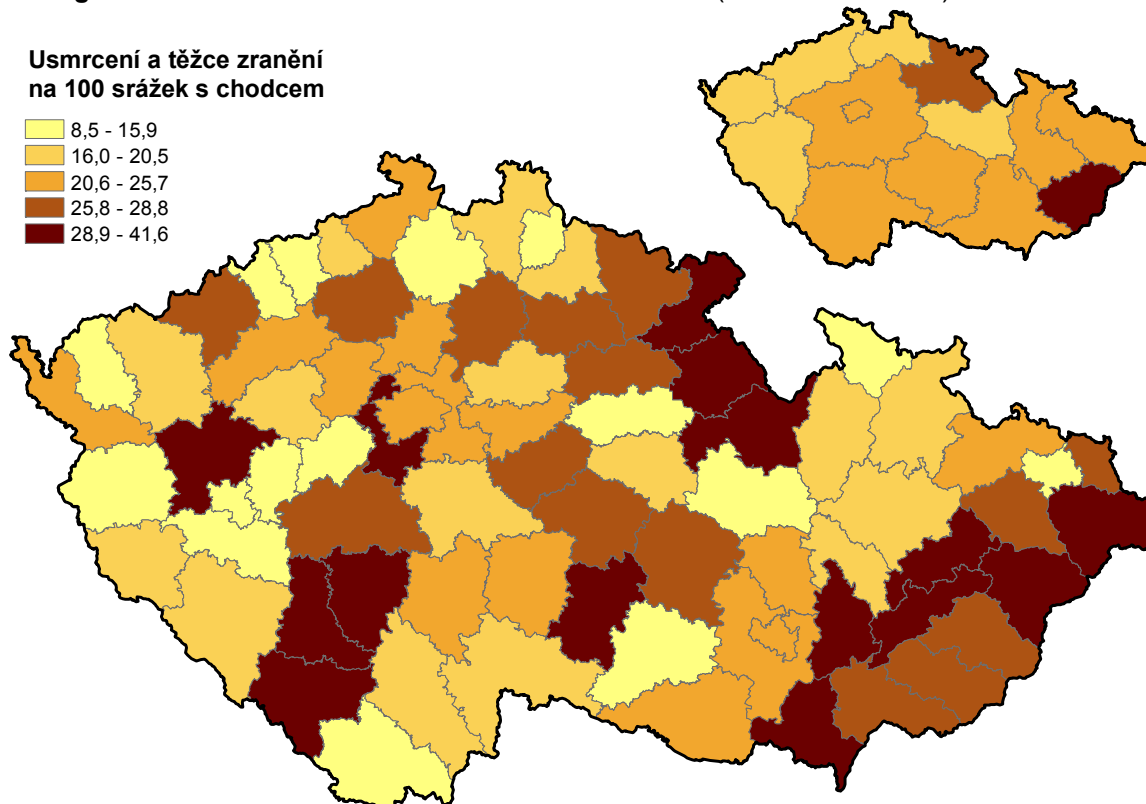 Usmrcení a těžce zranění
na 100 srážek s chodcem
8,5 - 15,9
16,0 - 20,5
20,6 - 25,7
25,8 - 28,8
28,9 - 41,6